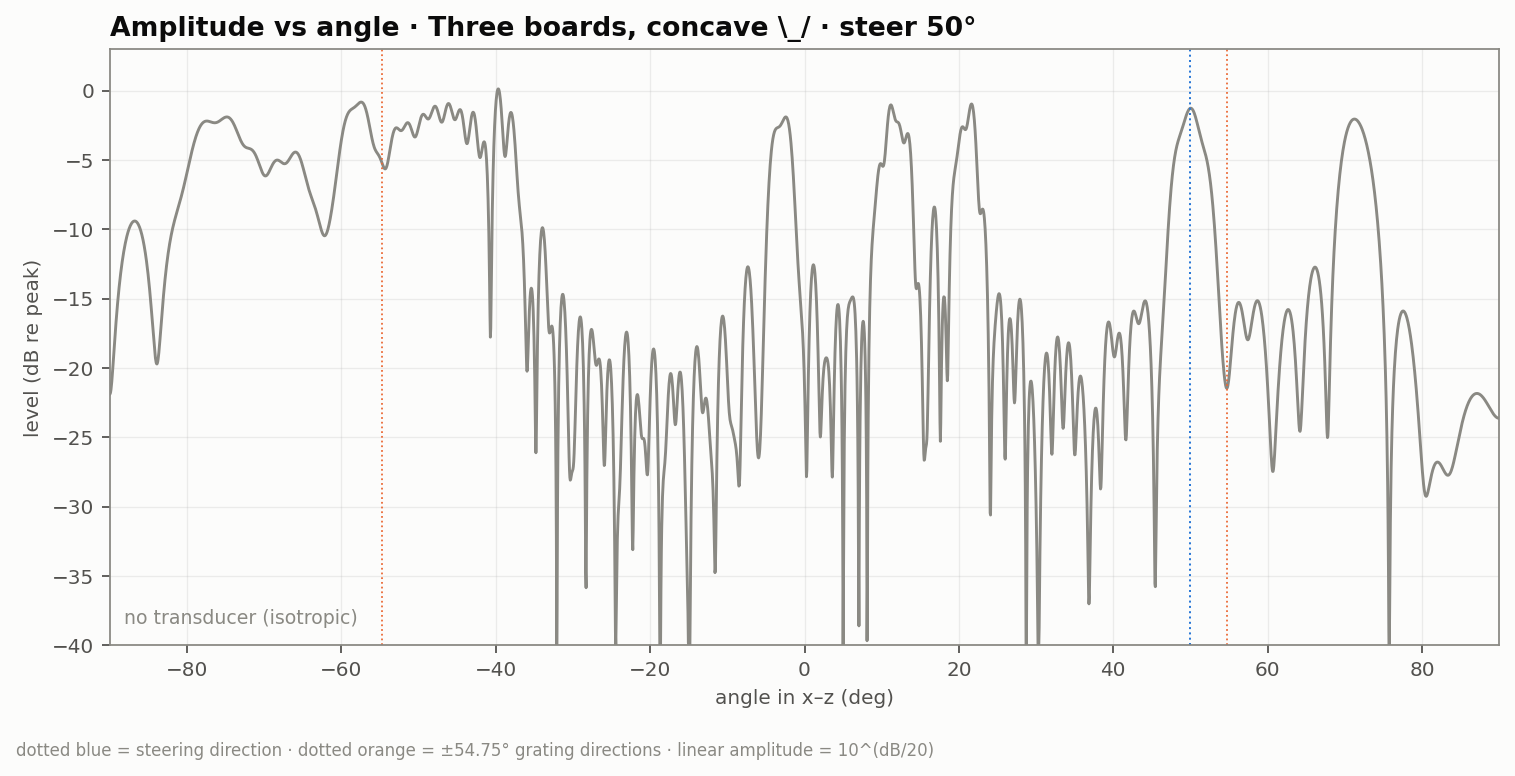 Amplitude vs angle · Three boards, concave \_/ · steer 50°
0
−5
−10
−15
−20
−25
−30
−35
−40
level (dB re peak)
no transducer (isotropic)
−80 −60 −40 −20 0 20 40 60 80
angle in x–z (deg)
dotted blue = steering direction · dotted orange = ±54.75° grating directions · linear amplitude = 10^(dB/20)